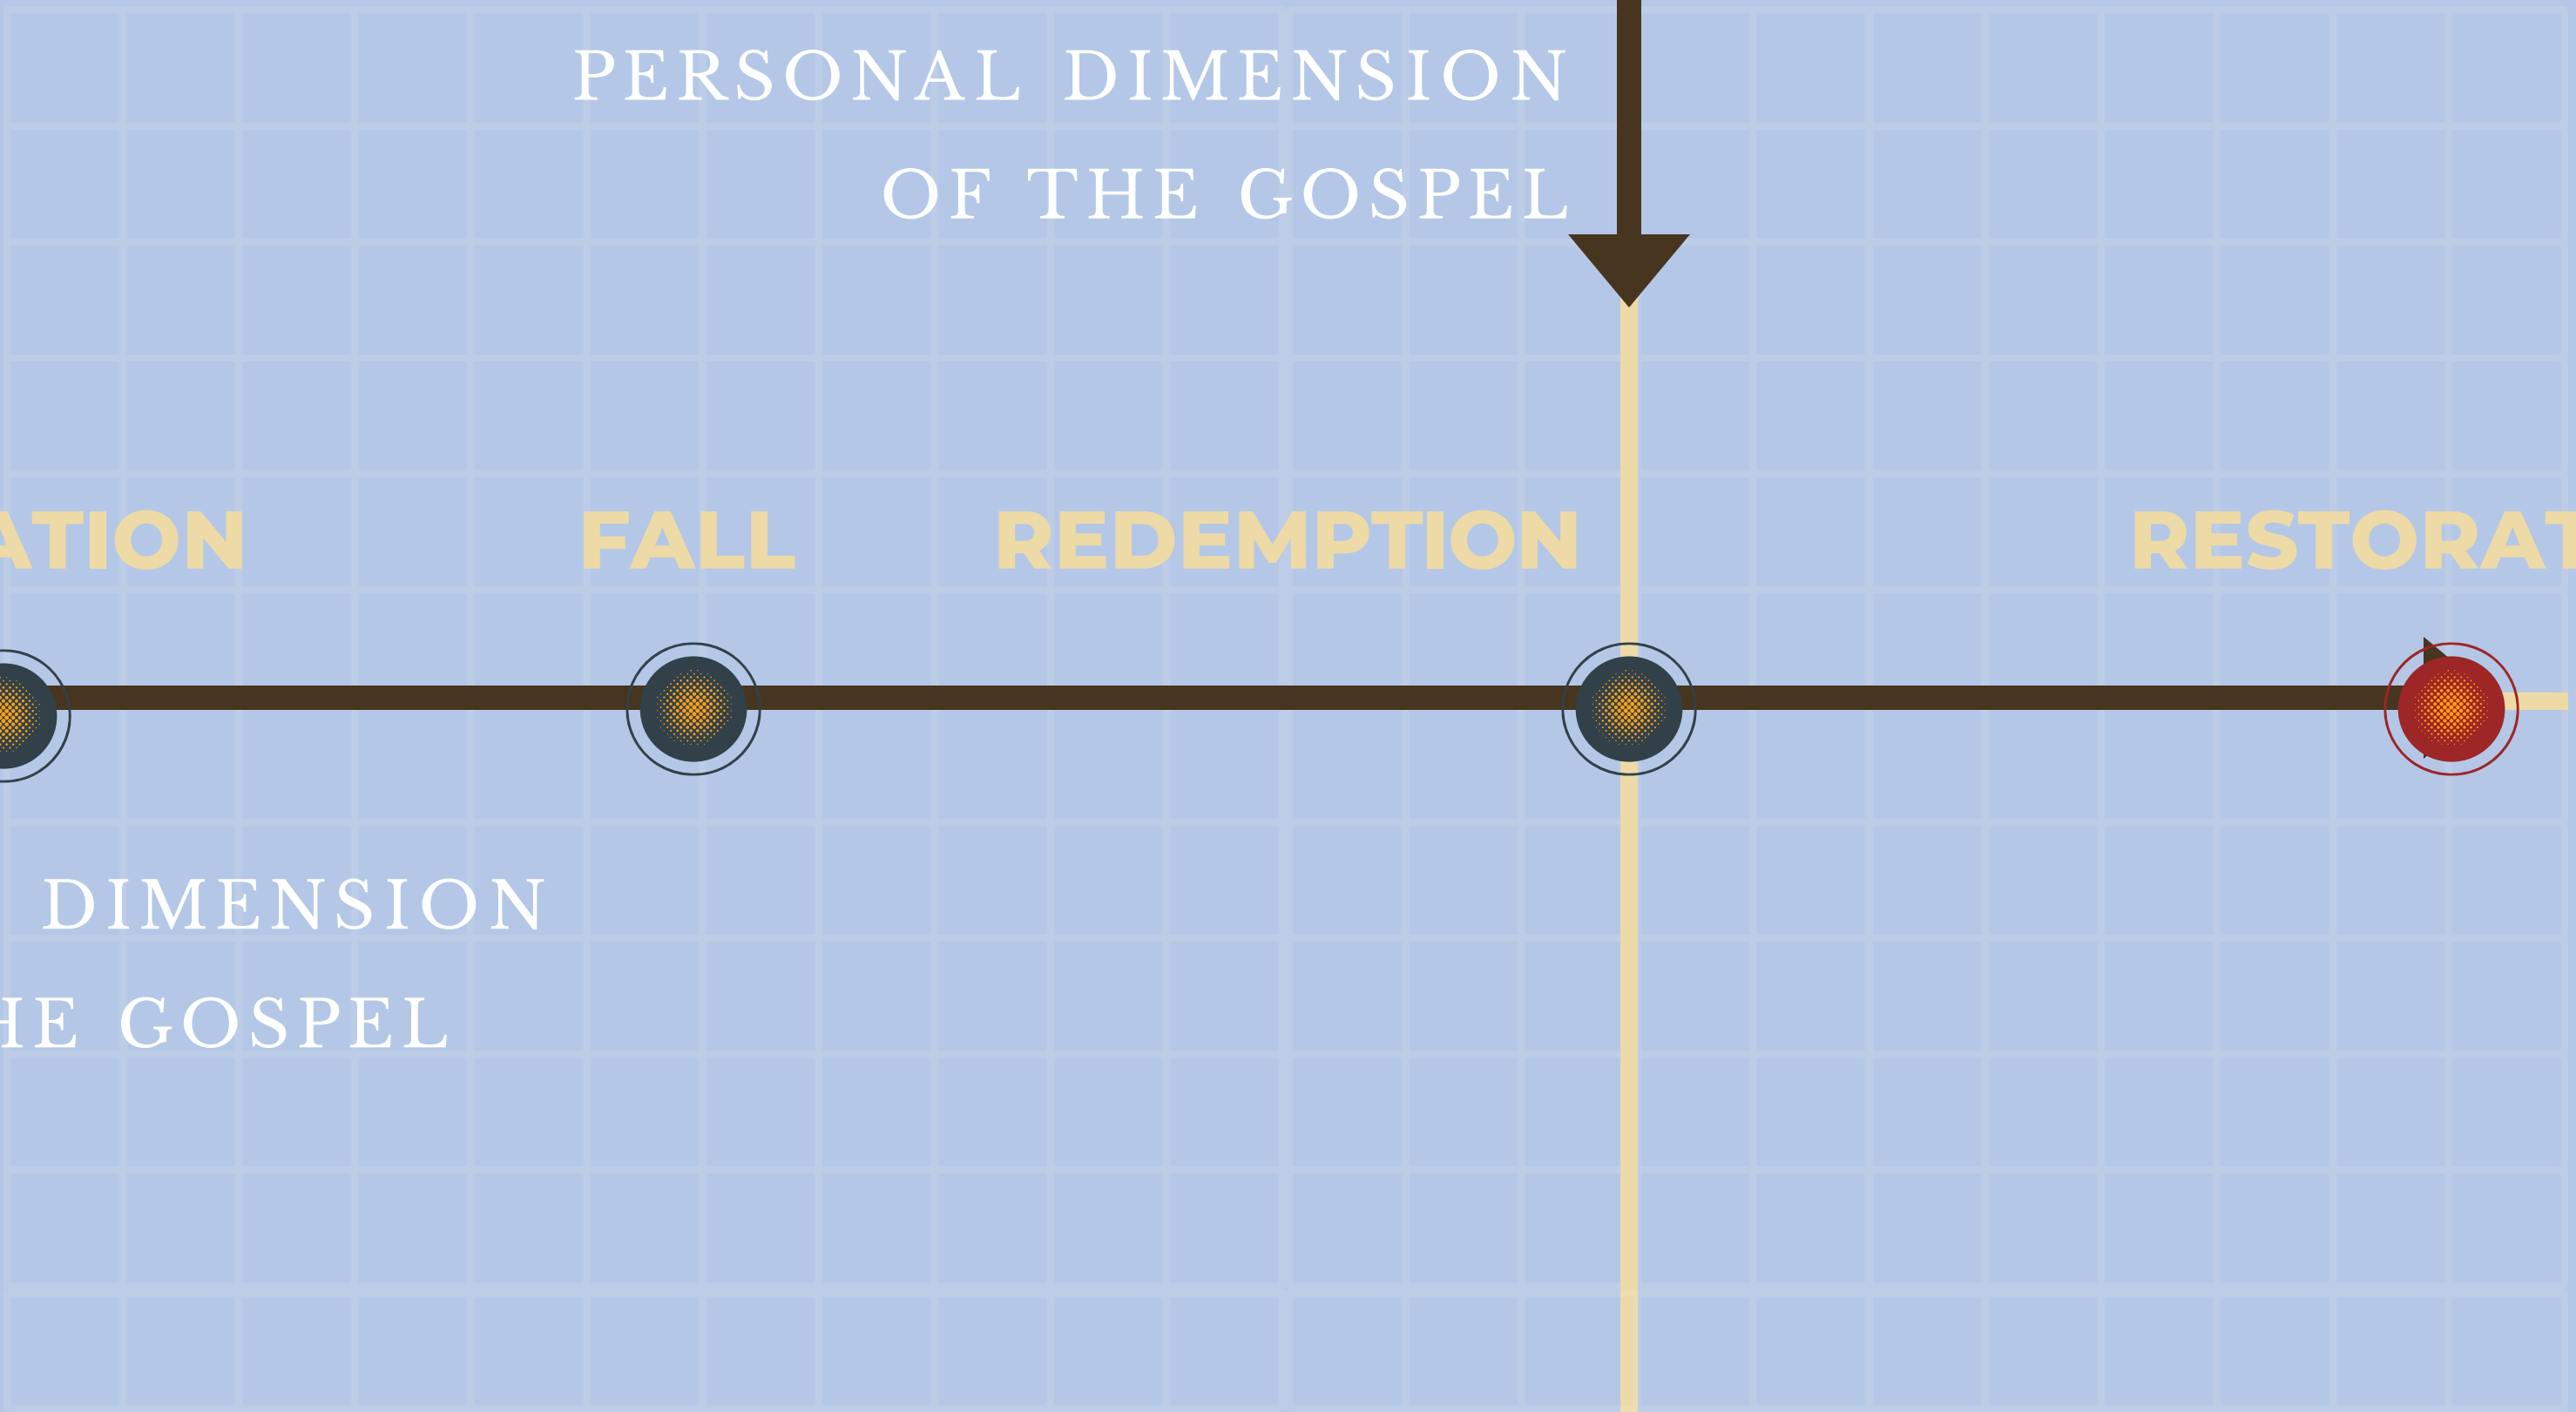 PERSONAL DIMENSION
OF THE GOSPEL
ATION FALL REDEMPTION RESTORAT
DIMENSION
HE GOSPEL